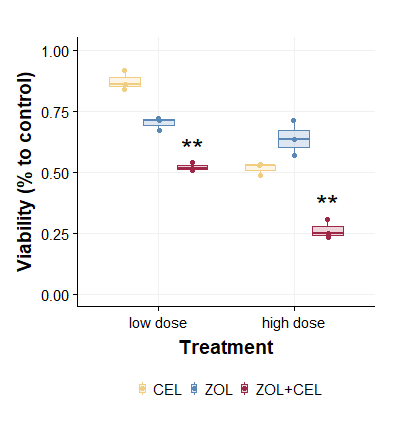 Viability (% to control)
1.00
0.75
0.50
0.25
0.00
**
**
low dose high dose
Treatment
CEL ZOL ZOL+CEL